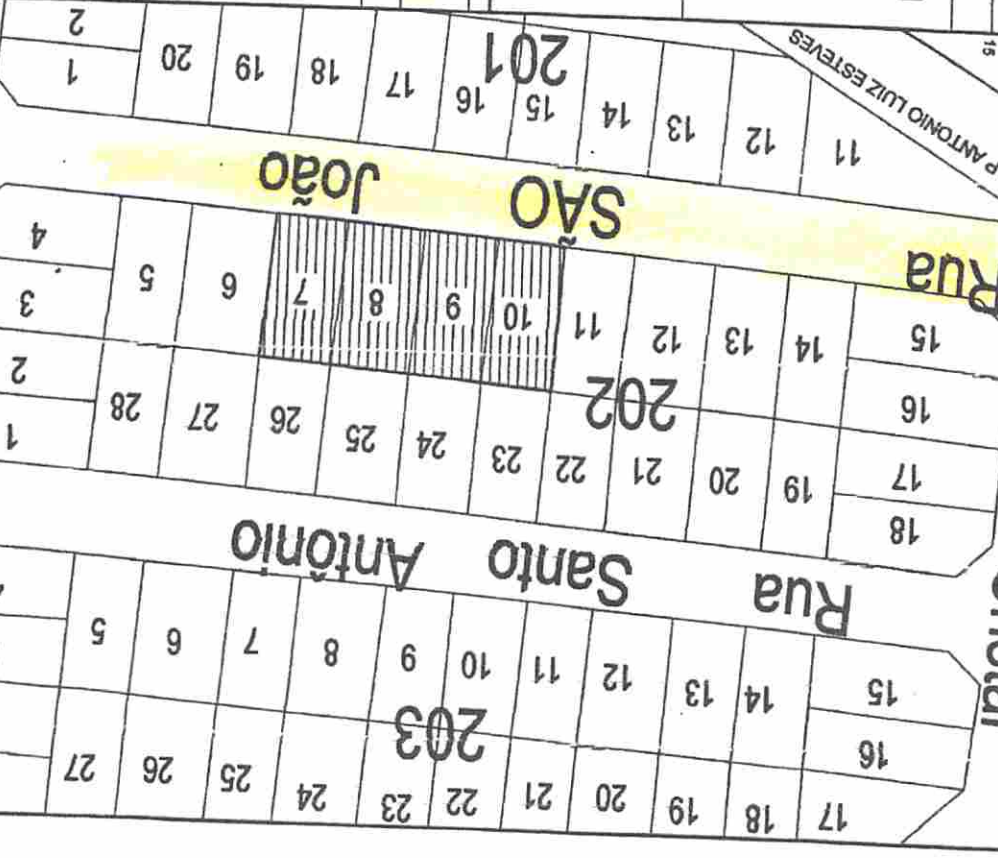 17 18 19 20 21 22 23 24 25 26 27
203
16
15 14 13 12 11 10 9 8 7 6 5
Rua Santo Antônio
18
17 19 20 21 22 23 24 25 26 27 28 1
2
202
16
15 14 13 12 11 10 9 8 7 6 5 3
4
Rua SÃO João
11 12 13 14 15 16 17 18 19 20 1
2
201
P ANTONIO LUIZ ESTEVES
15